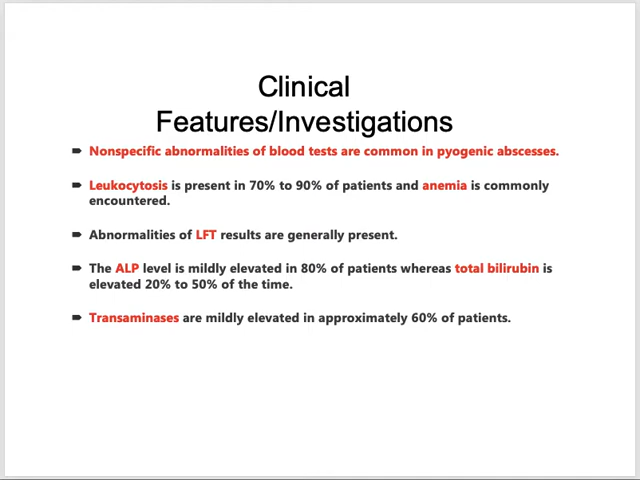 Clinical
Features/Investigations
Nonspecific abnormalities of blood tests are common in pyogenic abscesses.
Leukocytosis is present in 70% to 90% of patients and anemia is commonly
encountered.
Abnormalities of LFT results are generally present.
The ALP level is mildly elevated in 80% of patients whereas total bilirubin is
elevated 20% to 50% of the time.
Transaminases are mildly elevated in approximately 60% of patients.